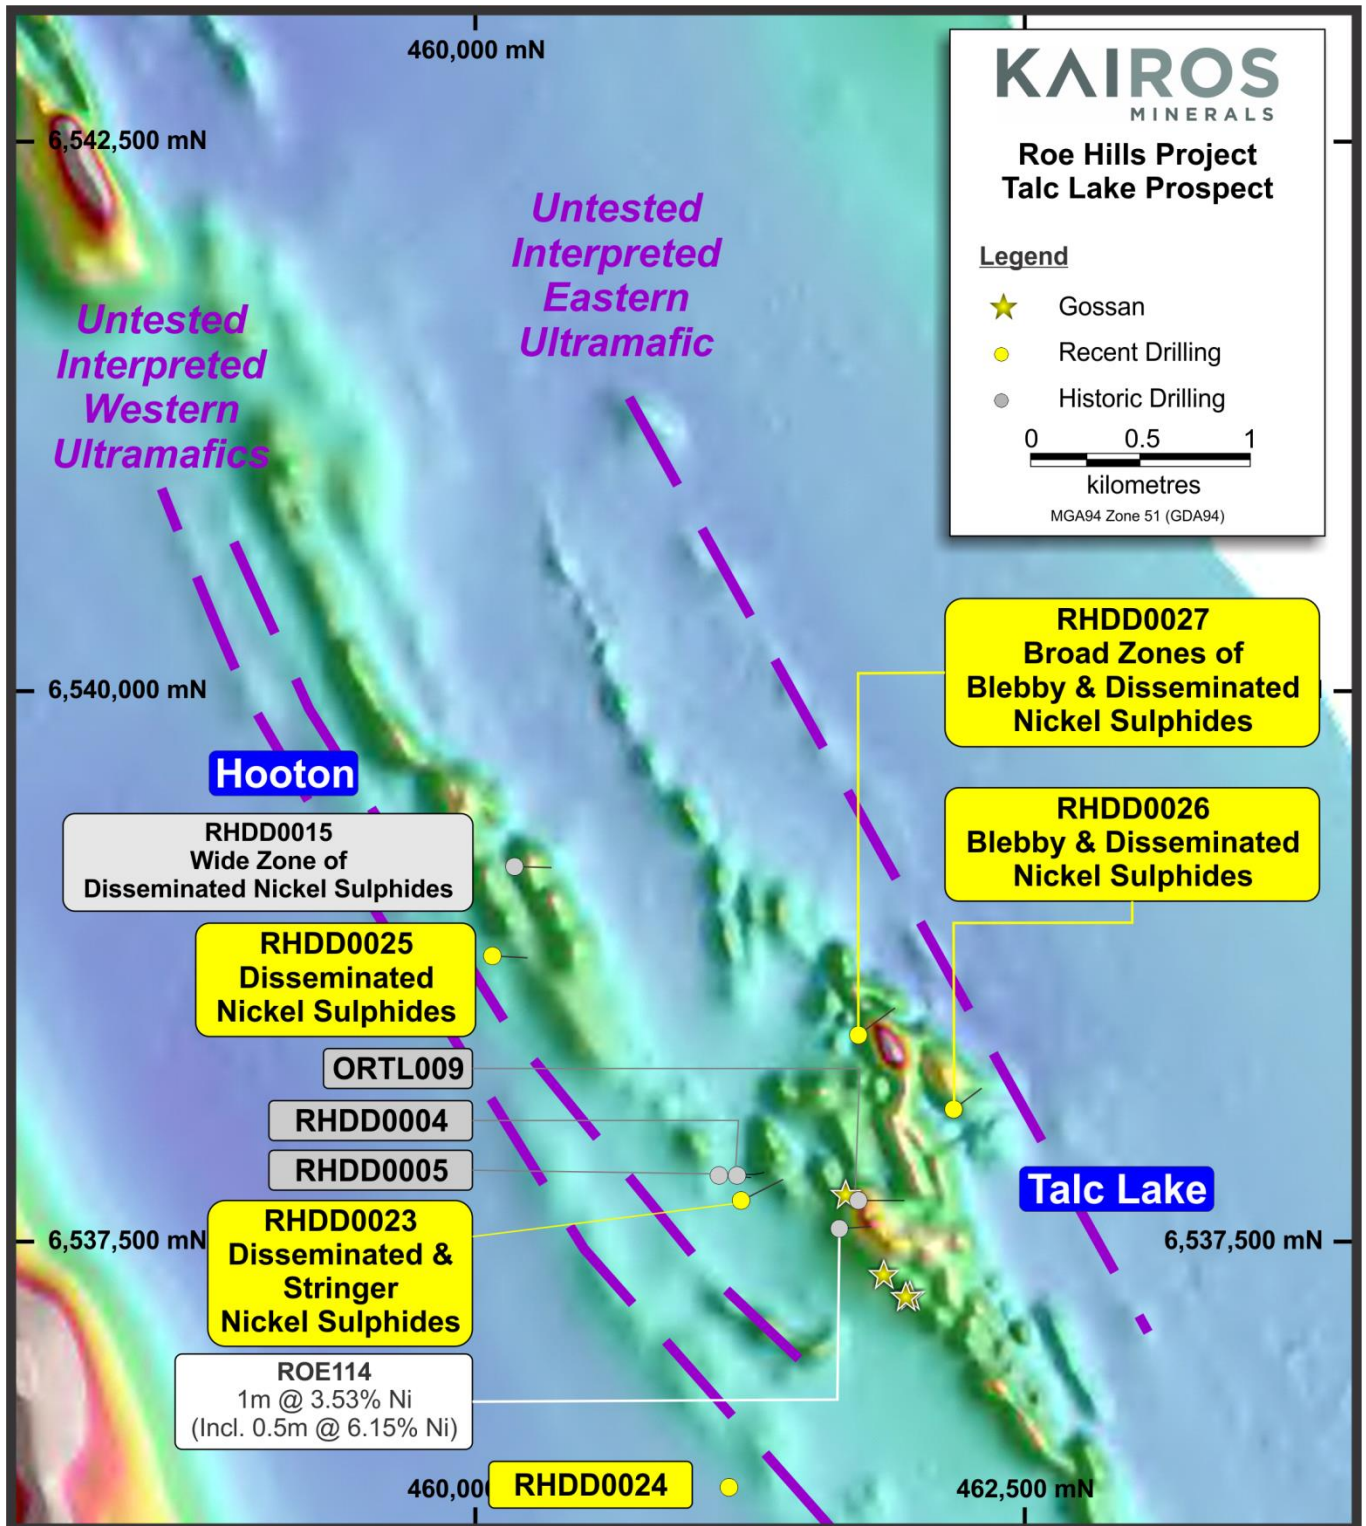 460,000 mN
KAIROS
MINERALS
Roe Hills Project
Talc Lake Prospect
Legend
Gossan
Recent Drilling
Historic Drilling
0 0.5 1
kilometres
MGA94 Zone 51 (GDA94)
6,542,500 mN
Untested
Interpreted
Eastern
Ultramafic
Untested
Interpreted
Western
Ultramafics
6,540,000 mN
RHDD0027
Broad Zones of
Blebby & Disseminated
Nickel Sulphides
Hooton
RHDD0026
Blebby & Disseminated
Nickel Sulphides
RHDD0015
Wide Zone of
Disseminated Nickel Sulphides
RHDD0025
Disseminated
Nickel Sulphides
ORTL009
RHDD0004
RHDD0005
Talc Lake
RHDD0023
Disseminated &
Stringer
Nickel Sulphides
6,537,500 mN
6,537,500 mN
ROE114
1m @ 3.53% Ni
(Incl. 0.5m @ 6.15% Ni)
460,000
RHDD0024
462,500 mN